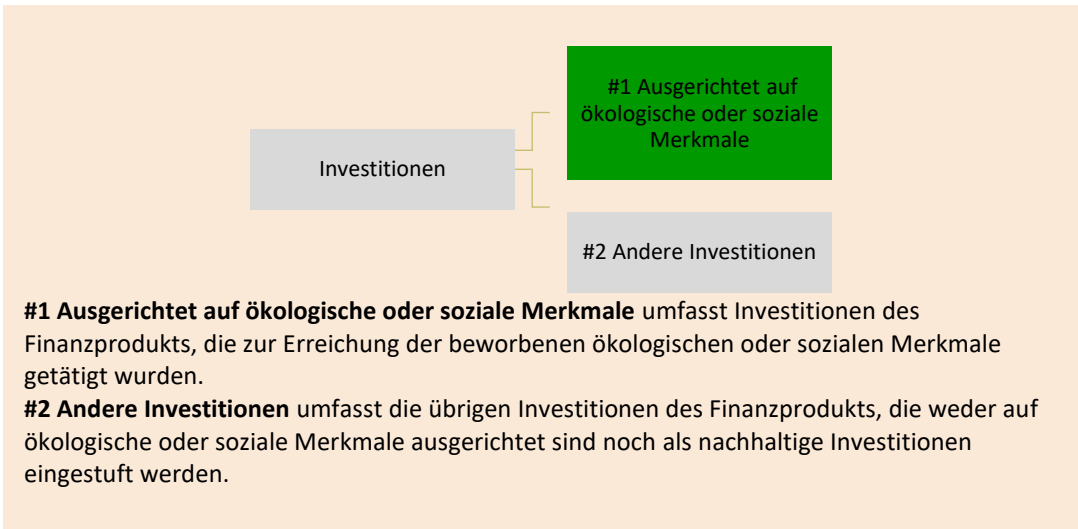 #1 Ausgerichtet auf
ökologische oder soziale
Merkmale
Investitionen
#2 Andere Investitionen
#1 Ausgerichtet auf ökologische oder soziale Merkmale umfasst Investitionen des
Finanzprodukts, die zur Erreichung der beworbenen ökologischen oder sozialen Merkmale
getätigt wurden.
#2 Andere Investitionen umfasst die übrigen Investitionen des Finanzprodukts, die weder auf
ökologische oder soziale Merkmale ausgerichtet sind noch als nachhaltige Investitionen
eingestuft werden.